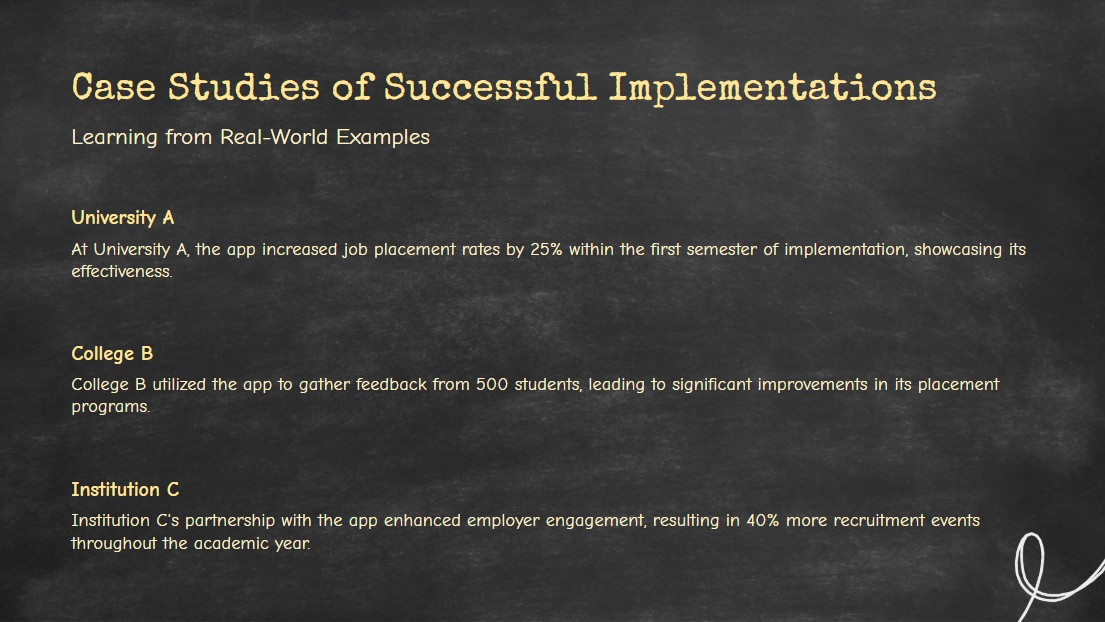 Case Studies of Successful Implementations
Learning from Real-World Examples
University A
At University A, the app increased job placement rates by 25% within the first semester of implementation, showcasing its
effectiveness.
College B
College B utilized the app to gather feedback from 500 students, leading to significant improvements in its placement
programs.
Institution C
Institution C's partnership with the app enhanced employer engagement, resulting in 40% more recruitment events
throughout the academic year.